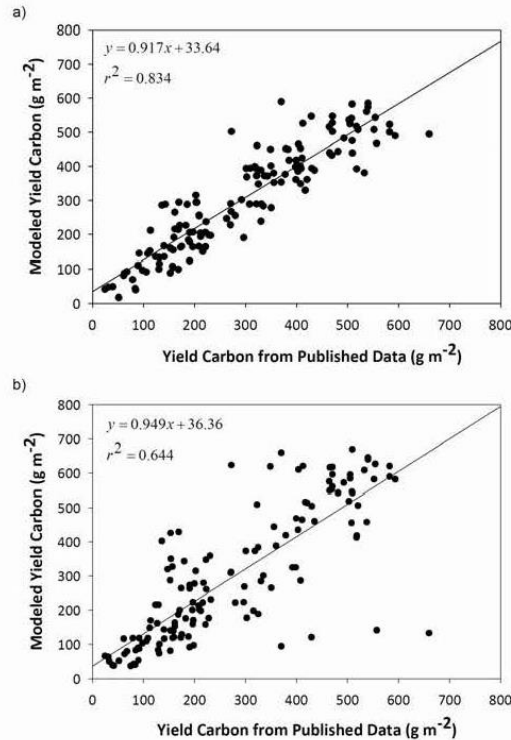 a)
800
y = 0.917x + 33.64
700
r² = 0.834
600
500
400
300
200
100
0
Modeled Yield Carbon (g m⁻²)
0 100 200 300 400 500 600 700 800
Yield Carbon from Published Data (g m⁻²)
b)
800
y = 0.949x + 36.36
700
r² = 0.644
600
500
400
300
200
100
0
Modeled Yield Carbon (g m⁻²)
0 100 200 300 400 500 600 700 800
Yield Carbon from Published Data (g m⁻²)